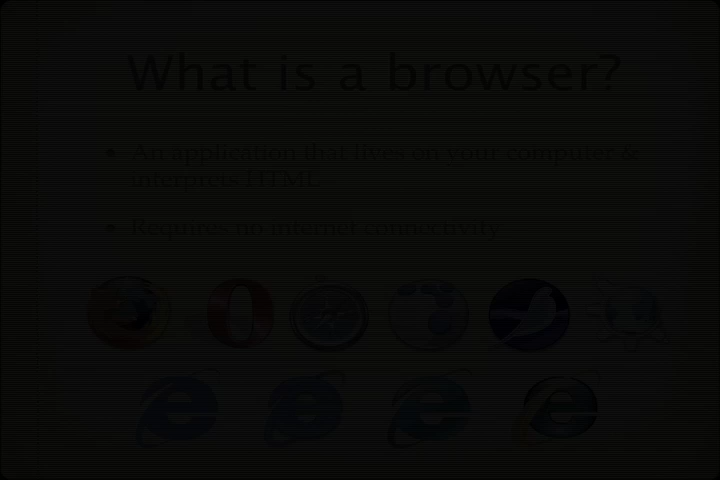 What is a browser?
• An application that lives on your computer &
interprets HTML
• Requires no internet connectivity